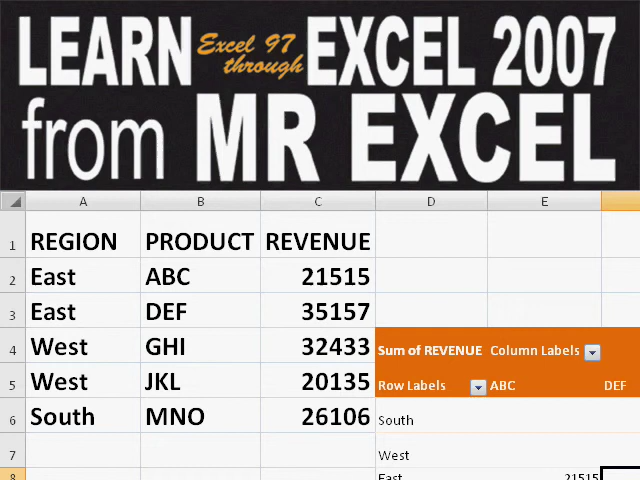 LEARN Excel 97 through EXCEL 2007
from MR EXCEL
A B C D E
1 REGION PRODUCT REVENUE
2 East ABC 21515
3 East DEF 35157
4 West GHI 32433 Sum of REVENUE Column Labels
5 West JKL 20135 Row Labels ABC DEF
6 South MNO 26106 South
7 West
8 East 21515